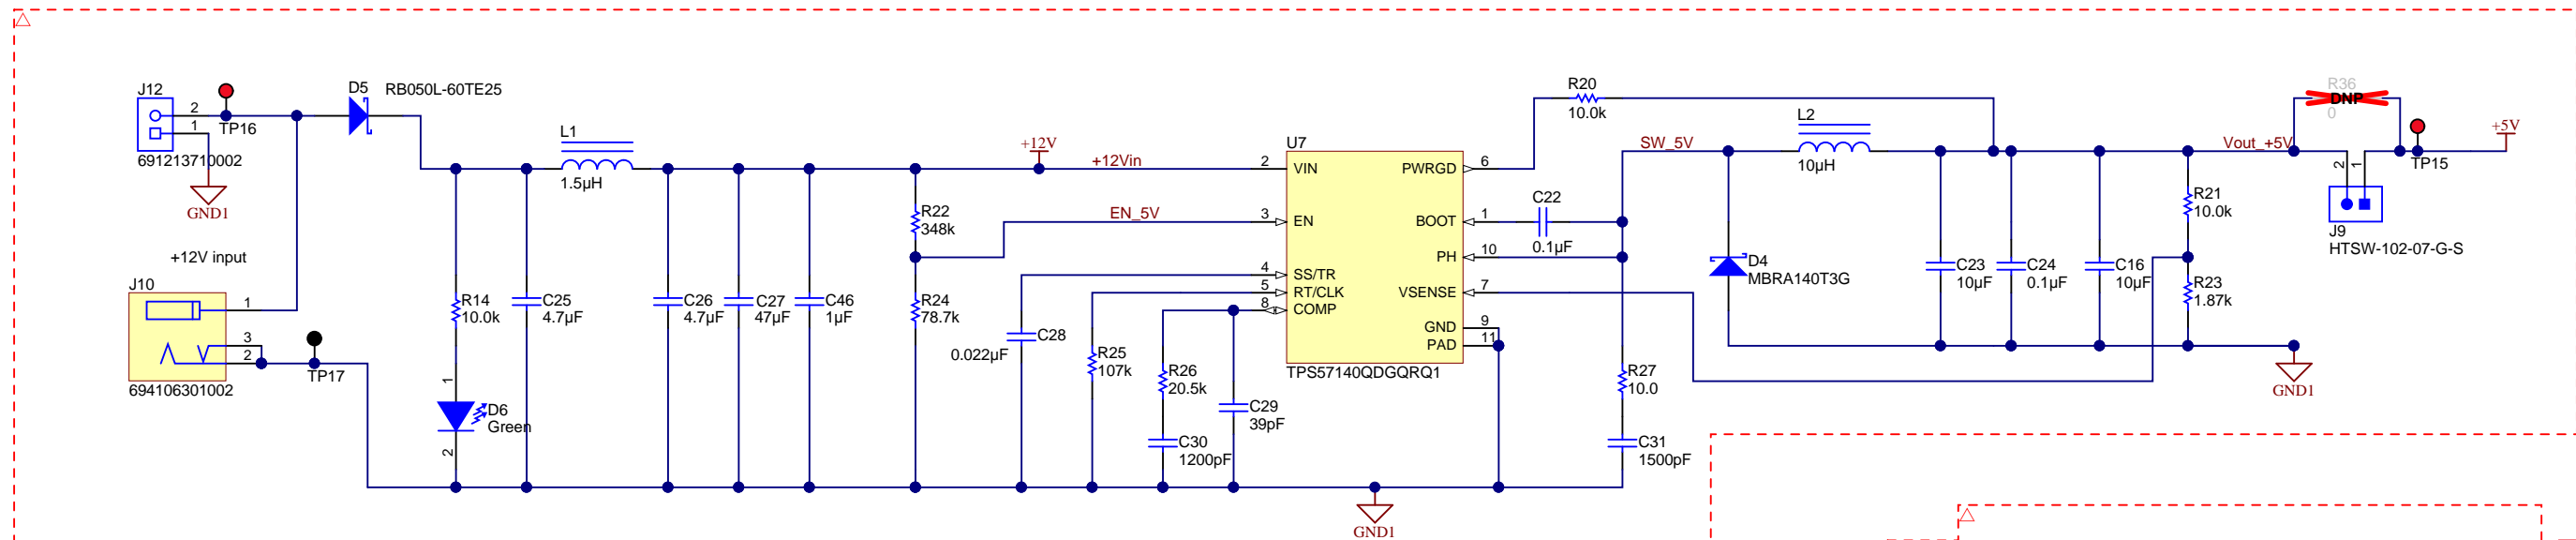 J12
2
1
TP16
691213710002
GND1
D5
RB050L-60TE25
+12V input
J10
1
3
2
TP17
694106301002
R14
10.0k
1
D6
Green
2
C25
4.7µF
L1
1.5µH
C26
4.7µF
C27
47µF
C46
1µF
R22
348k
R24
78.7k
+12V
+12Vin
EN_5V
C28
0.022µF
R25
107k
R26
20.5k
C30
1200pF
C29
39pF
U7
2
VIN
3
EN
4
SS/TR
5
RT/CLK
8
COMP
PWRGD
6
BOOT
1
PH
10
VSENSE
7
GND
9
PAD
11
TPS57140QDGQRQ1
GND1
R20
10.0k
C22
0.1µF
SW_5V
R27
10.0
C31
1500pF
L2
10µH
D4
MBRA140T3G
C23
10µF
C24
0.1µF
C16
10µF
R21
10.0k
R23
1.87k
Vout_+5V
GND1
R36
DNP
0
2
1
J9
HTSW-102-07-G-S
TP15
+5V